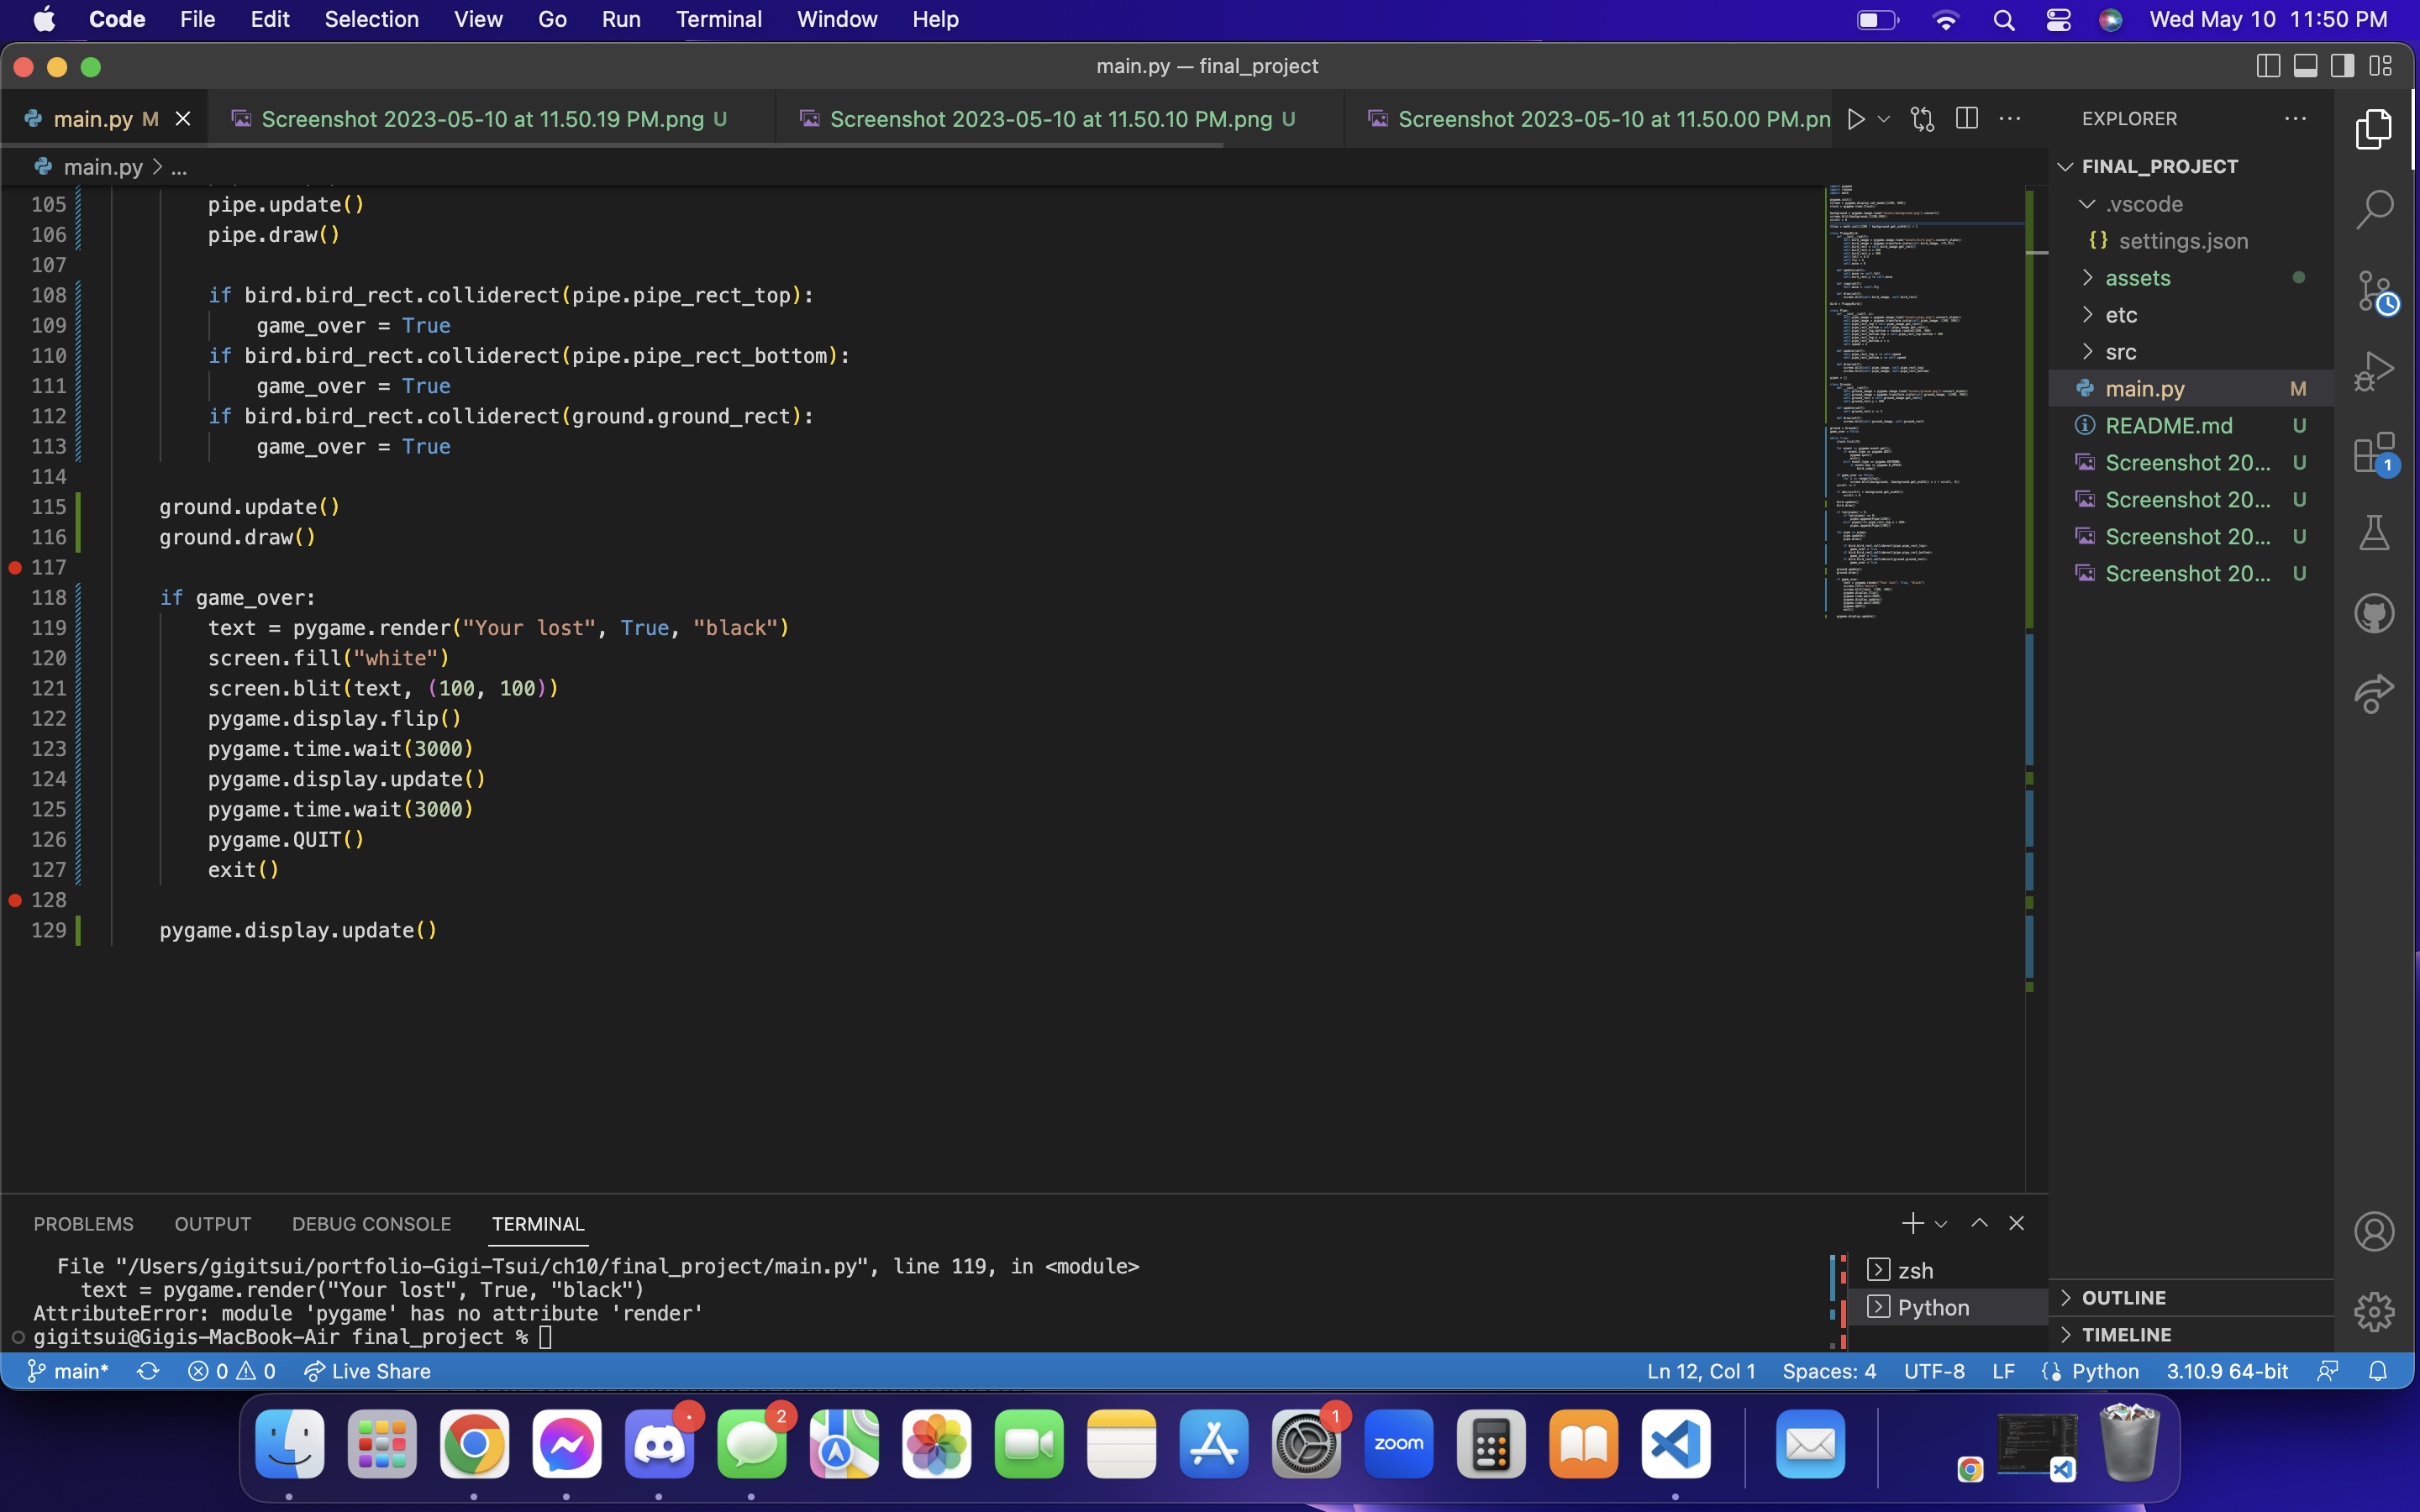 Code File Edit Selection View Go Run Terminal Window Help Wed May 10 11:50 PM
main.py — final_project
main.py M Screenshot 2023-05-10 at 11.50.19 PM.png U Screenshot 2023-05-10 at 11.50.10 PM.png U Screenshot 2023-05-10 at 11.50.00 PM.pn
main.py > ...
105 pipe.update()
106 pipe.draw()
107
108 if bird.bird_rect.colliderect(pipe.pipe_rect_top):
109 game_over = True
110 if bird.bird_rect.colliderect(pipe.pipe_rect_bottom):
111 game_over = True
112 if bird.bird_rect.colliderect(ground.ground_rect):
113 game_over = True
114
115 ground.update()
116 ground.draw()
117
118 if game_over:
119 text = pygame.render("Your lost", True, "black")
120 screen.fill("white")
121 screen.blit(text, (100, 100))
122 pygame.display.flip()
123 pygame.time.wait(3000)
124 pygame.display.update()
125 pygame.time.wait(3000)
126 pygame.QUIT()
127 exit()
128
129 pygame.display.update()
EXPLORER
FINAL_PROJECT
.vscode
{} settings.json
assets
etc
src
main.py M
README.md U
Screenshot 20... U
Screenshot 20... U
Screenshot 20... U
Screenshot 20... U
1
OUTLINE
TIMELINE
PROBLEMS OUTPUT DEBUG CONSOLE TERMINAL
File "/Users/gigitsui/portfolio-Gigi-Tsui/ch10/final_project/main.py", line 119, in <module>
text = pygame.render("Your lost", True, "black")
AttributeError: module 'pygame' has no attribute 'render'
gigitsui@Gigis-MacBook-Air final_project %
zsh
Python
main* 0 0 Live Share Ln 12, Col 1 Spaces: 4 UTF-8 LF Python 3.10.9 64-bit
2 1
zoom